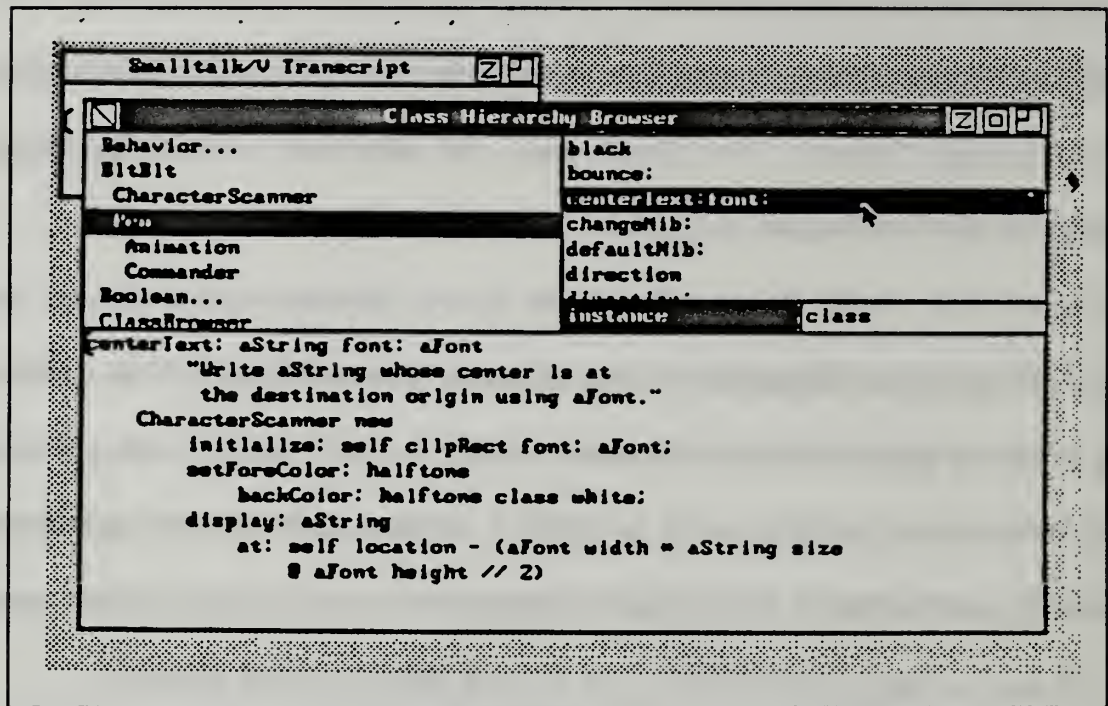 Smalltalk/V Transcript
Class Hierarchy Browser
Behavior...
BltBlt
CharacterScanner
Pen
Animation
Commander
Boolean...
ClassBrowser
black
bounce:
centerText:font:
changeNib:
defaultNib:
direction
direction:
instance
class
centerText: aString font: aFont
"Write aString whose center is at
the destination origin using aFont."
CharacterScanner new
initialize: self clipRect font: aFont;
setForeColor: halftone
backColor: halftone class white;
display: aString
at: self location - (aFont width * aString size
@ aFont height // 2)